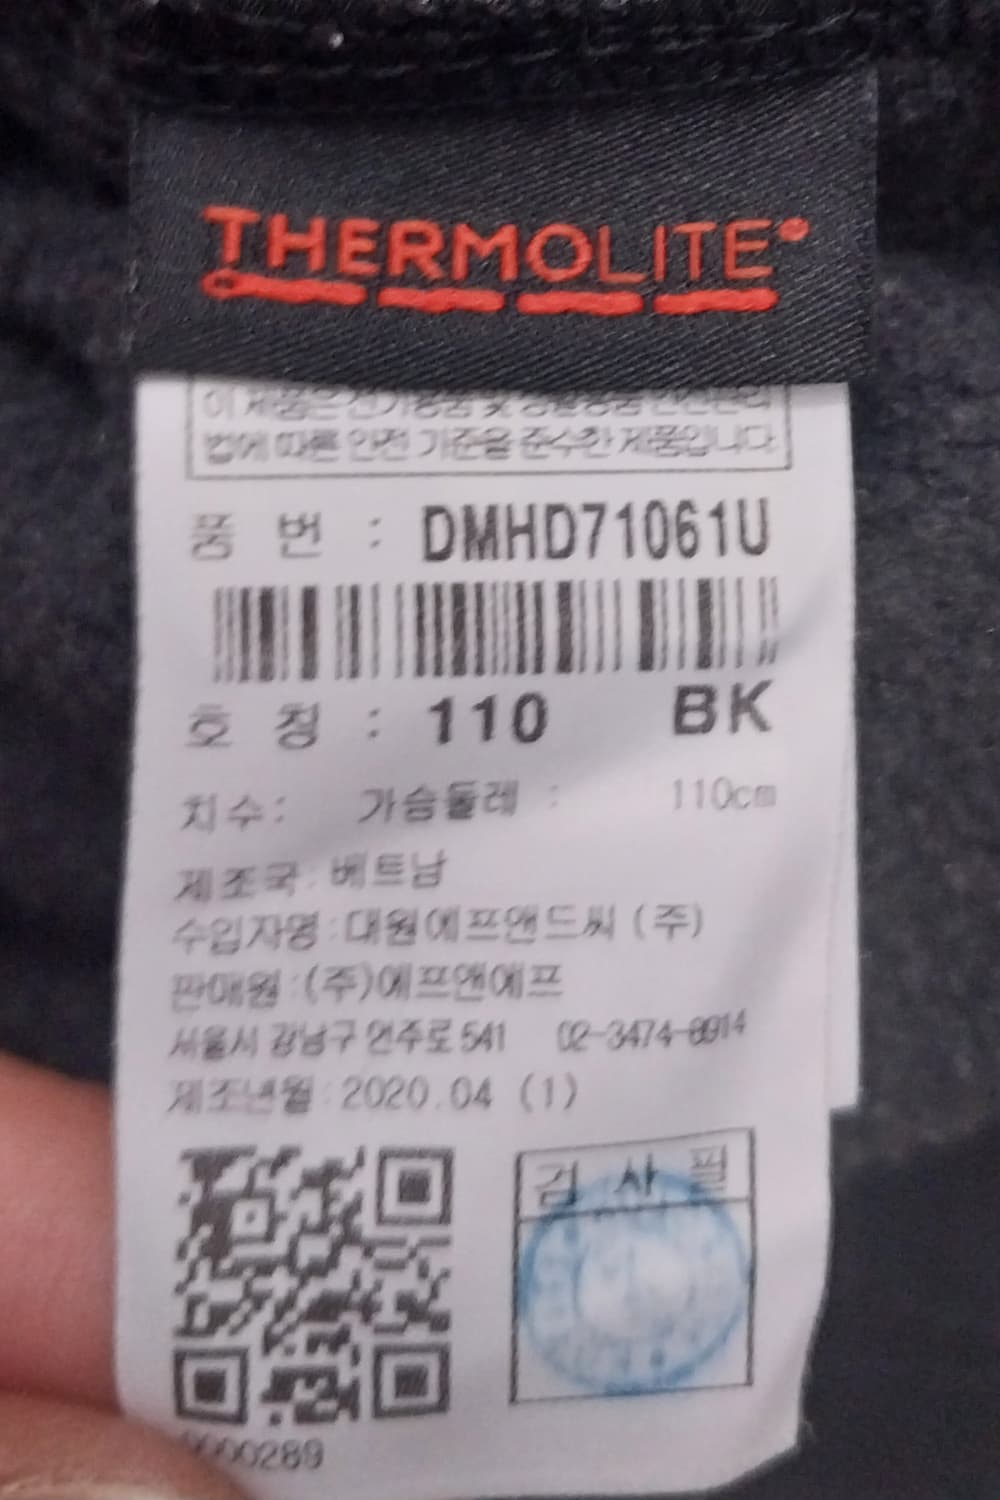 THERMOLITE
이 제품은 전기용품 및 생활용품 안전관리
법에 따른 안전 기준을 준수한 제품입니다
품 번 : DMHD71061U
호 칭 : 110 BK
치수: 가슴둘레 : 110cm
제조국: 베트남
수입자명:대원에프앤드씨 (주)
판매원:(주)에프앤에프
서울시 강남구 언주로 541 02-3474-8914
제조년월:2020.04 (1)
검 사 필